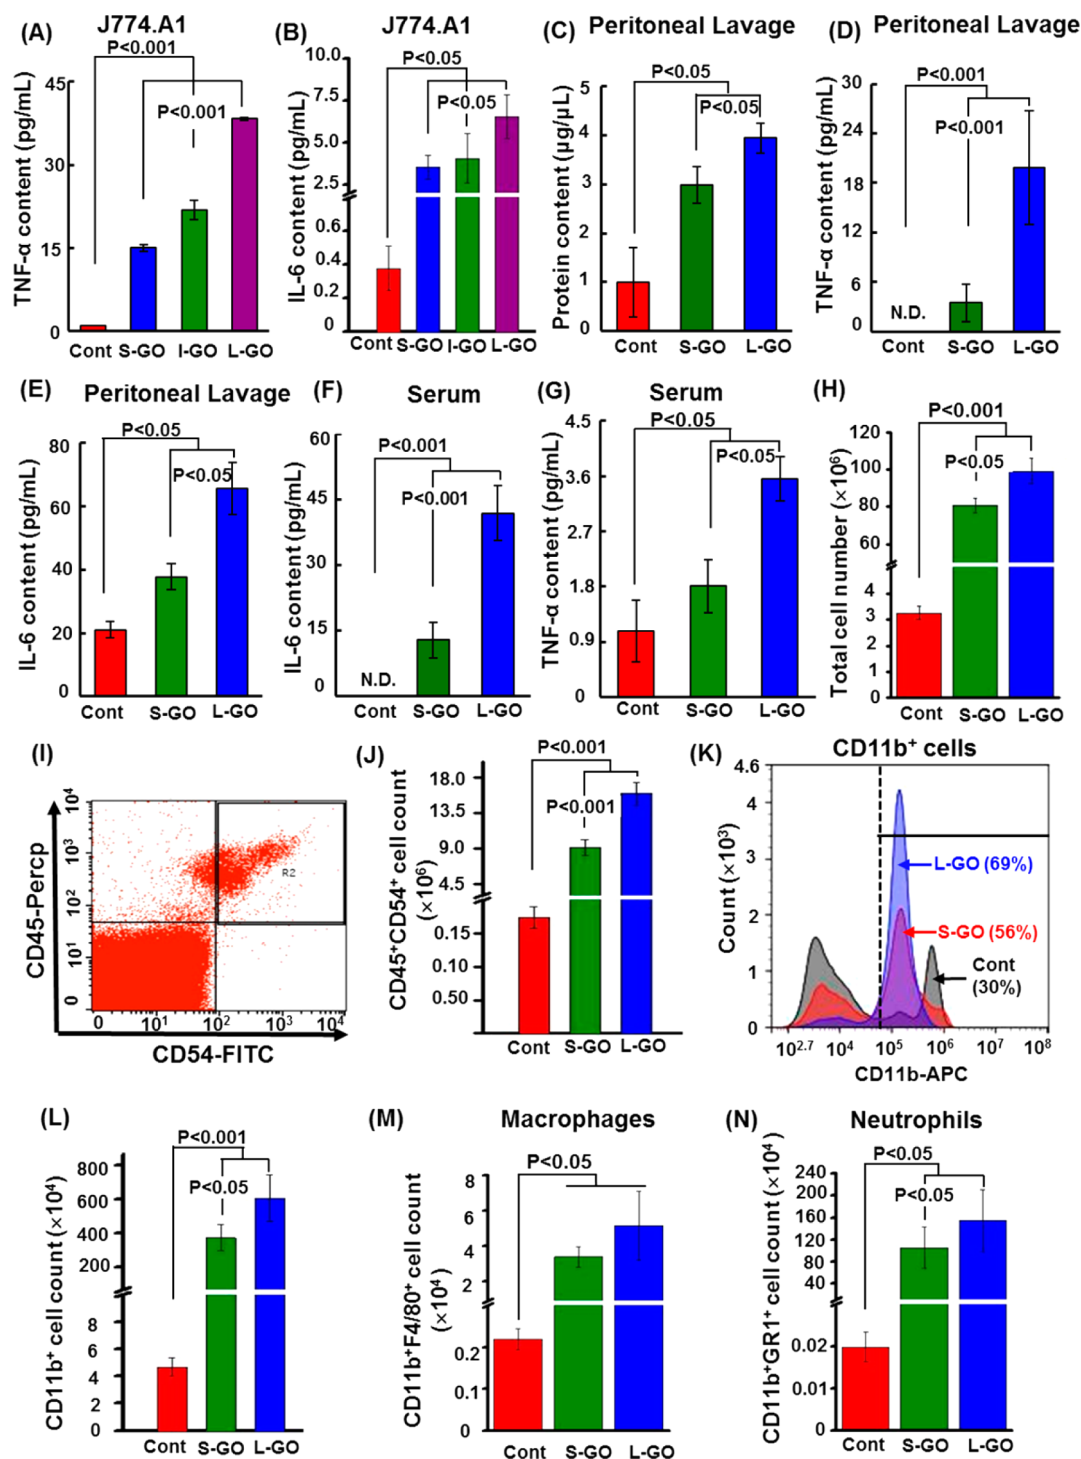 (A)
J774.A1
P<0.001
P<0.001
TNF-α content (pg/mL)
45
30
15
0
Cont S-GO I-GO L-GO
(B)
J774.A1
P<0.05
P<0.05
IL-6 content (pg/mL)
10.0
7.5
5.0
2.5
0.6
0.4
0.2
0
Cont S-GO I-GO L-GO
(C)
Peritoneal Lavage
P<0.05
P<0.05
Protein content (µg/µL)
5
4
3
2
1
0
Cont S-GO L-GO
(D)
Peritoneal Lavage
P<0.001
P<0.001
TNF-α content (pg/mL)
30
24
18
12
6
0
N.D.
Cont S-GO L-GO
(E)
Peritoneal Lavage
P<0.05
P<0.05
IL-6 content (pg/mL)
80
60
40
20
0
Cont S-GO L-GO
(F)
Serum
P<0.001
P<0.001
IL-6 content (pg/mL)
60
45
30
15
0
N.D.
Cont S-GO L-GO
(G)
Serum
P<0.05
P<0.05
TNF-α content (pg/mL)
4.5
3.6
2.7
1.8
0.9
0
Cont S-GO L-GO
(H)
P<0.001
P<0.05
Total cell number (×10⁶)
120
100
80
60
4
3
2
1
0
Cont S-GO L-GO
(I)
CD45-Percp
10⁴
10³
10²
10¹
0
R2
0 10¹ 10² 10³ 10⁴
CD54-FITC
(J)
P<0.001
P<0.001
CD45⁺CD54⁺ cell count
(×10⁶)
18.0
13.5
9.0
4.5
0.15
0.10
0.50
0
Cont S-GO L-GO
(K)
CD11b⁺ cells
Count (×10³)
4.6
4
3
2
1
0
L-GO (69%)
S-GO (56%)
Cont
(30%)
10²·⁷ 10⁴ 10⁵ 10⁶ 10⁷ 10⁸
CD11b-APC
(L)
P<0.001
P<0.05
CD11b⁺ cell count (×10⁴)
800
600
400
200
8
6
4
2
0
Cont S-GO L-GO
(M)
Macrophages
P<0.05
CD11b⁺F4/80⁺ cell count
(×10⁴)
8
6
4
2
0.2
0.1
0
Cont S-GO L-GO
(N)
Neutrophils
P<0.05
P<0.05
CD11b⁺GR1⁺ cell count (×10⁴)
240
200
160
120
80
40
0.02
0.01
0
Cont S-GO L-GO